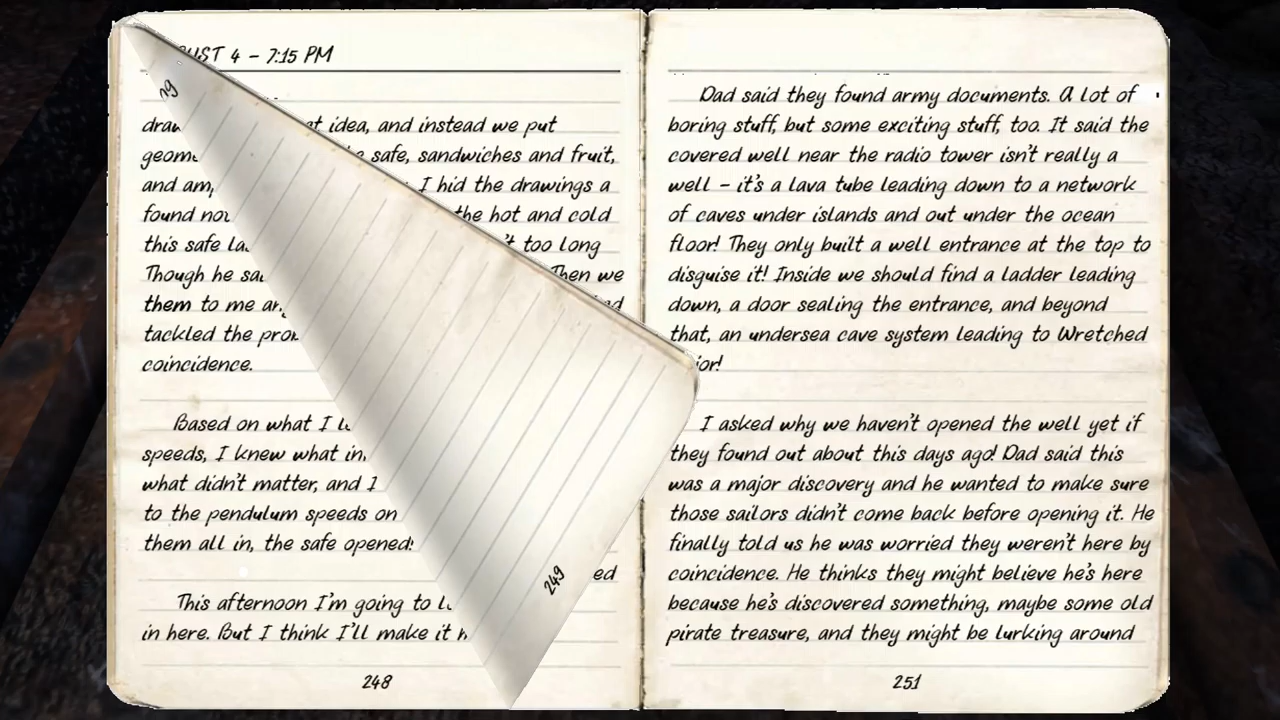 UST 4 – 7:15 PM
idea, and instead we put
safe, sandwiches and fruit,
and I hid the drawings a
found the hot and cold
this safe too long
Though he Then we
them to me
tackled the
coincidence.
Based on what I
speeds, I knew what
what didn't matter, and I
to the pendulum speeds on
them all in, the safe opened!
This afternoon I'm going to
in here. But I think I'll make it
248
249
Dad said they found army documents. A lot of
boring stuff, but some exciting stuff, too. It said the
covered well near the radio tower isn't really a
well – it's a lava tube leading down to a network
of caves under islands and out under the ocean
floor! They only built a well entrance at the top to
disguise it! Inside we should find a ladder leading
down, a door sealing the entrance, and beyond
that, an undersea cave system leading to Wretched
I asked why we haven't opened the well yet if
they found out about this days ago! Dad said this
was a major discovery and he wanted to make sure
those sailors didn't come back before opening it. He
finally told us he was worried they weren't here by
coincidence. He thinks they might believe he's here
because he's discovered something, maybe some old
pirate treasure, and they might be lurking around
251